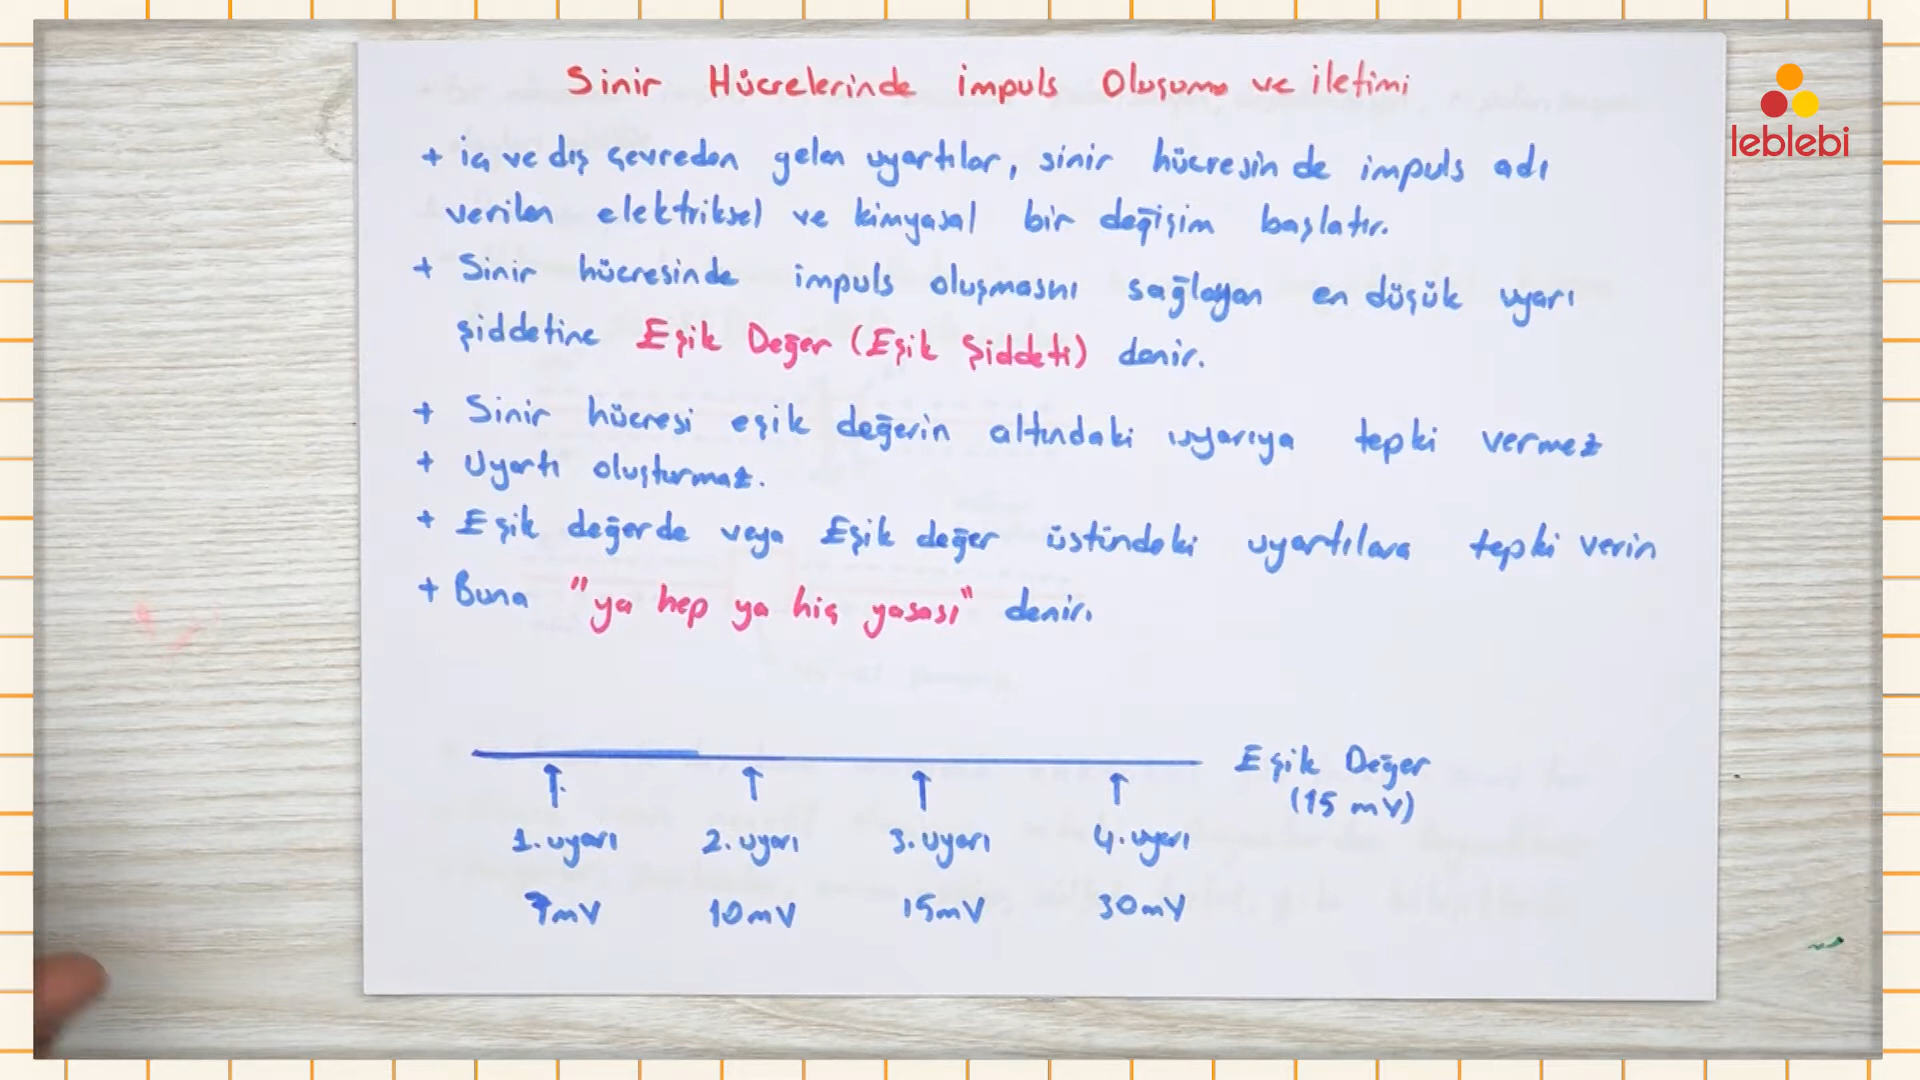 Sinir Hücrelerinde impuls Oluşumu ve iletimi
leblebi
+ iç ve dış çevreden gelen uyartılar, sinir hücresinde impuls adı
verilen elektriksel ve kimyasal bir değişim başlatır.
+ Sinir hücresinde impuls oluşmasını sağlayan en düşük uyarı
şiddetine Eşik Değer (Eşik Şiddeti) denir.
+ Sinir hücresi eşik değerin altındaki uyarıya tepki vermez
+ Uyartı oluşturmaz.
+ Eşik değerde veya Eşik değer üstündeki uyartılara tepki verir
+ Buna "ya hep ya hiç yasası" denir.
Eşik Değer
(15 mV)
1. uyarı 2. uyarı 3. uyarı 4. uyarı
7mV 10mV 15mV 30mV